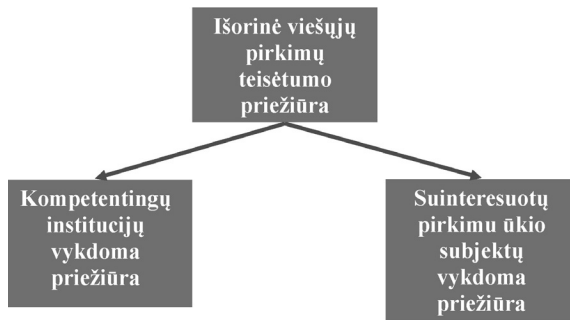 Išorinė viešųjų
pirkimų
teisėtumo
priežiūra
Kompetentingų
institucijų
vykdoma
priežiūra
Suinteresuotų
pirkimu ūkio
subjektų
vykdoma
priežiūra